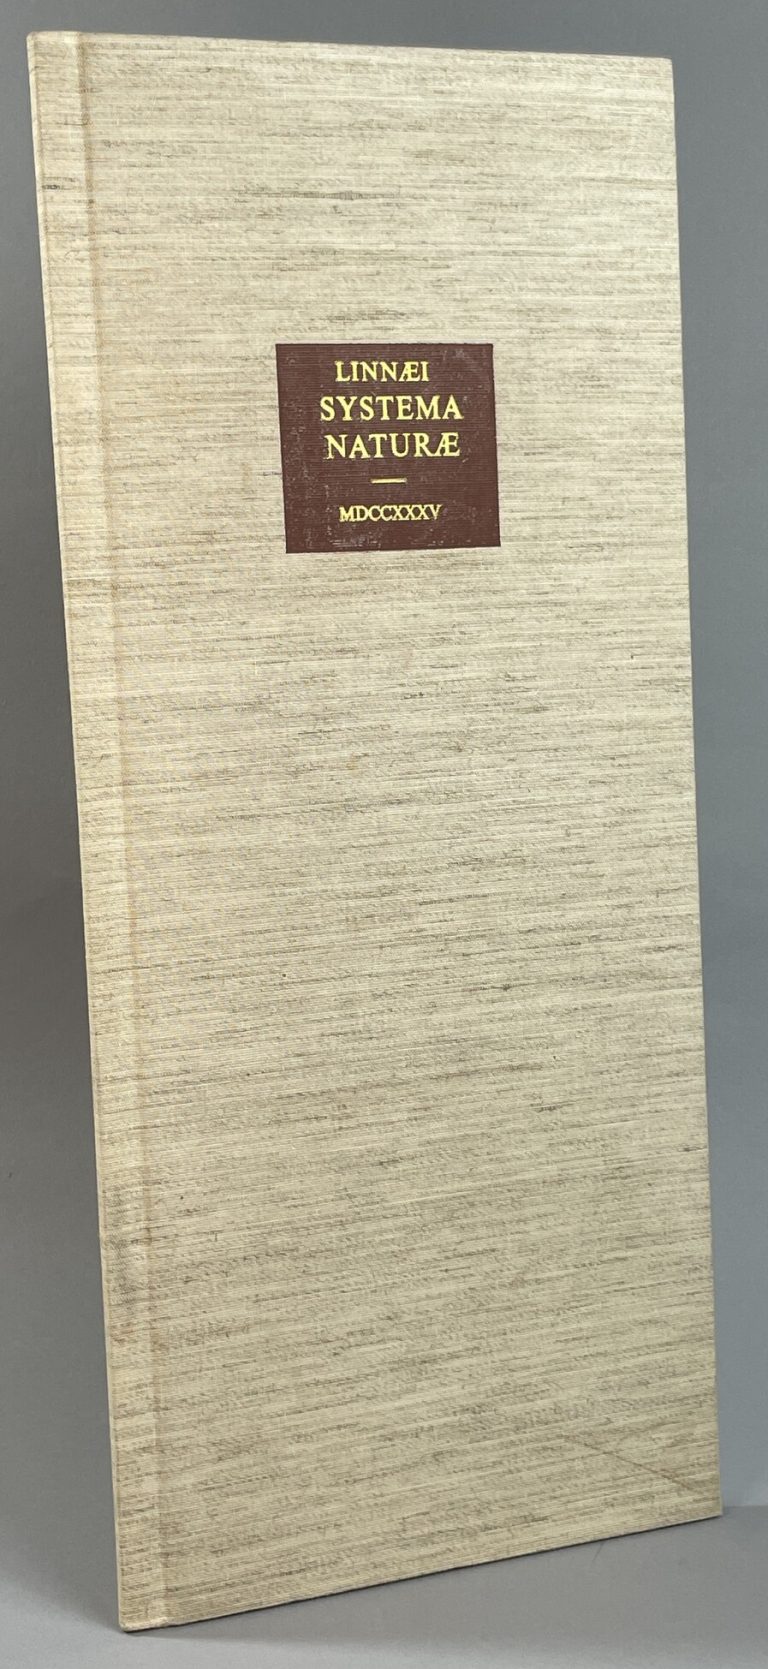 LINNÆI
SYSTEMA
NATURÆ
MDCCXXXV